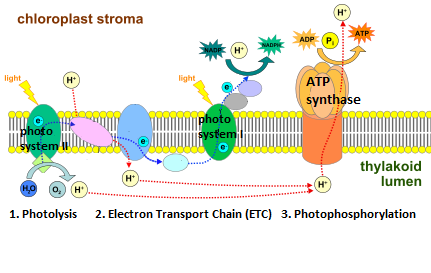 chloroplast stroma
H+
ADP
Pi
ATP
NADP
H+
NADPH
light
H+
light
ATP
synthase
e-
e-
photo
system II
e-
photo
system I
e-
thylakoid
lumen
H2O
O2
H+
H+
H+
1. Photolysis 2. Electron Transport Chain (ETC) 3. Photophosphorylation